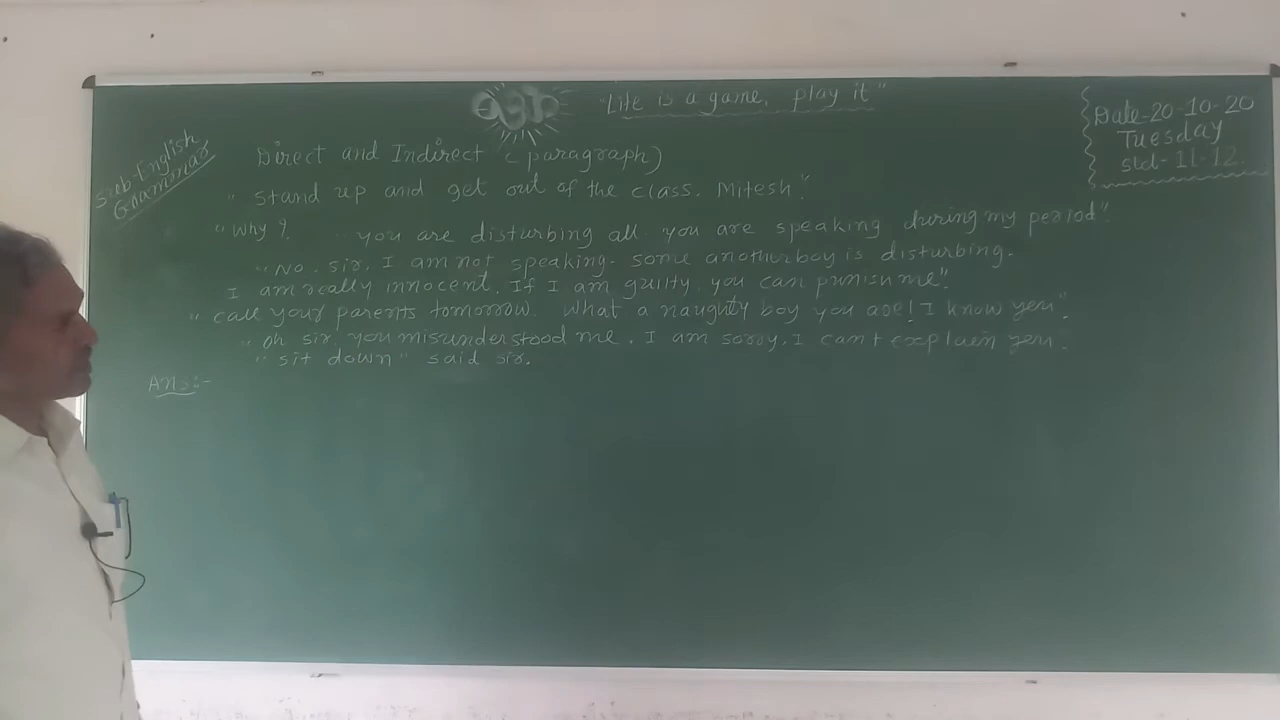 "Life is a game, play it"
Date-20-10-20
Tuesday
Std-11-12.
Sub-English
Grammar
Direct and Indirect (paragraph)
"Stand up and get out of the class. Mitesh."
"Why? you are disturbing all you are speaking during my period".
"No. sir. I am not speaking. some another boy is disturbing.
I am really innocent. If I am guilty you can punish me".
"call your parents tomorrow. What a naughty boy you are! I know you".
"oh sir, you misunderstood me. I am sorry. I can't explain you.
"sit down" said sir.
Ans:-